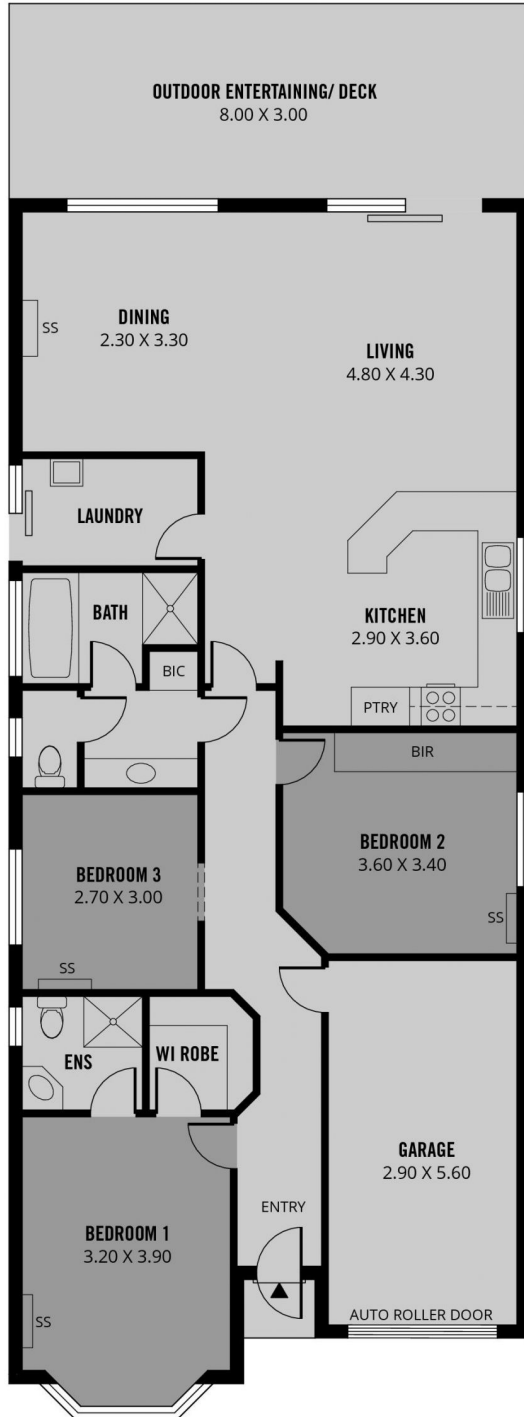 OUTDOOR ENTERTAINING/ DECK
8.00 X 3.00
DINING
2.30 X 3.30
SS
LIVING
4.80 X 4.30
LAUNDRY
BATH
KITCHEN
2.90 X 3.60
BIC
PTRY
BIR
BEDROOM 2
3.60 X 3.40
SS
BEDROOM 3
2.70 X 3.00
SS
ENS
WI ROBE
GARAGE
2.90 X 5.60
ENTRY
BEDROOM 1
3.20 X 3.90
SS
AUTO ROLLER DOOR